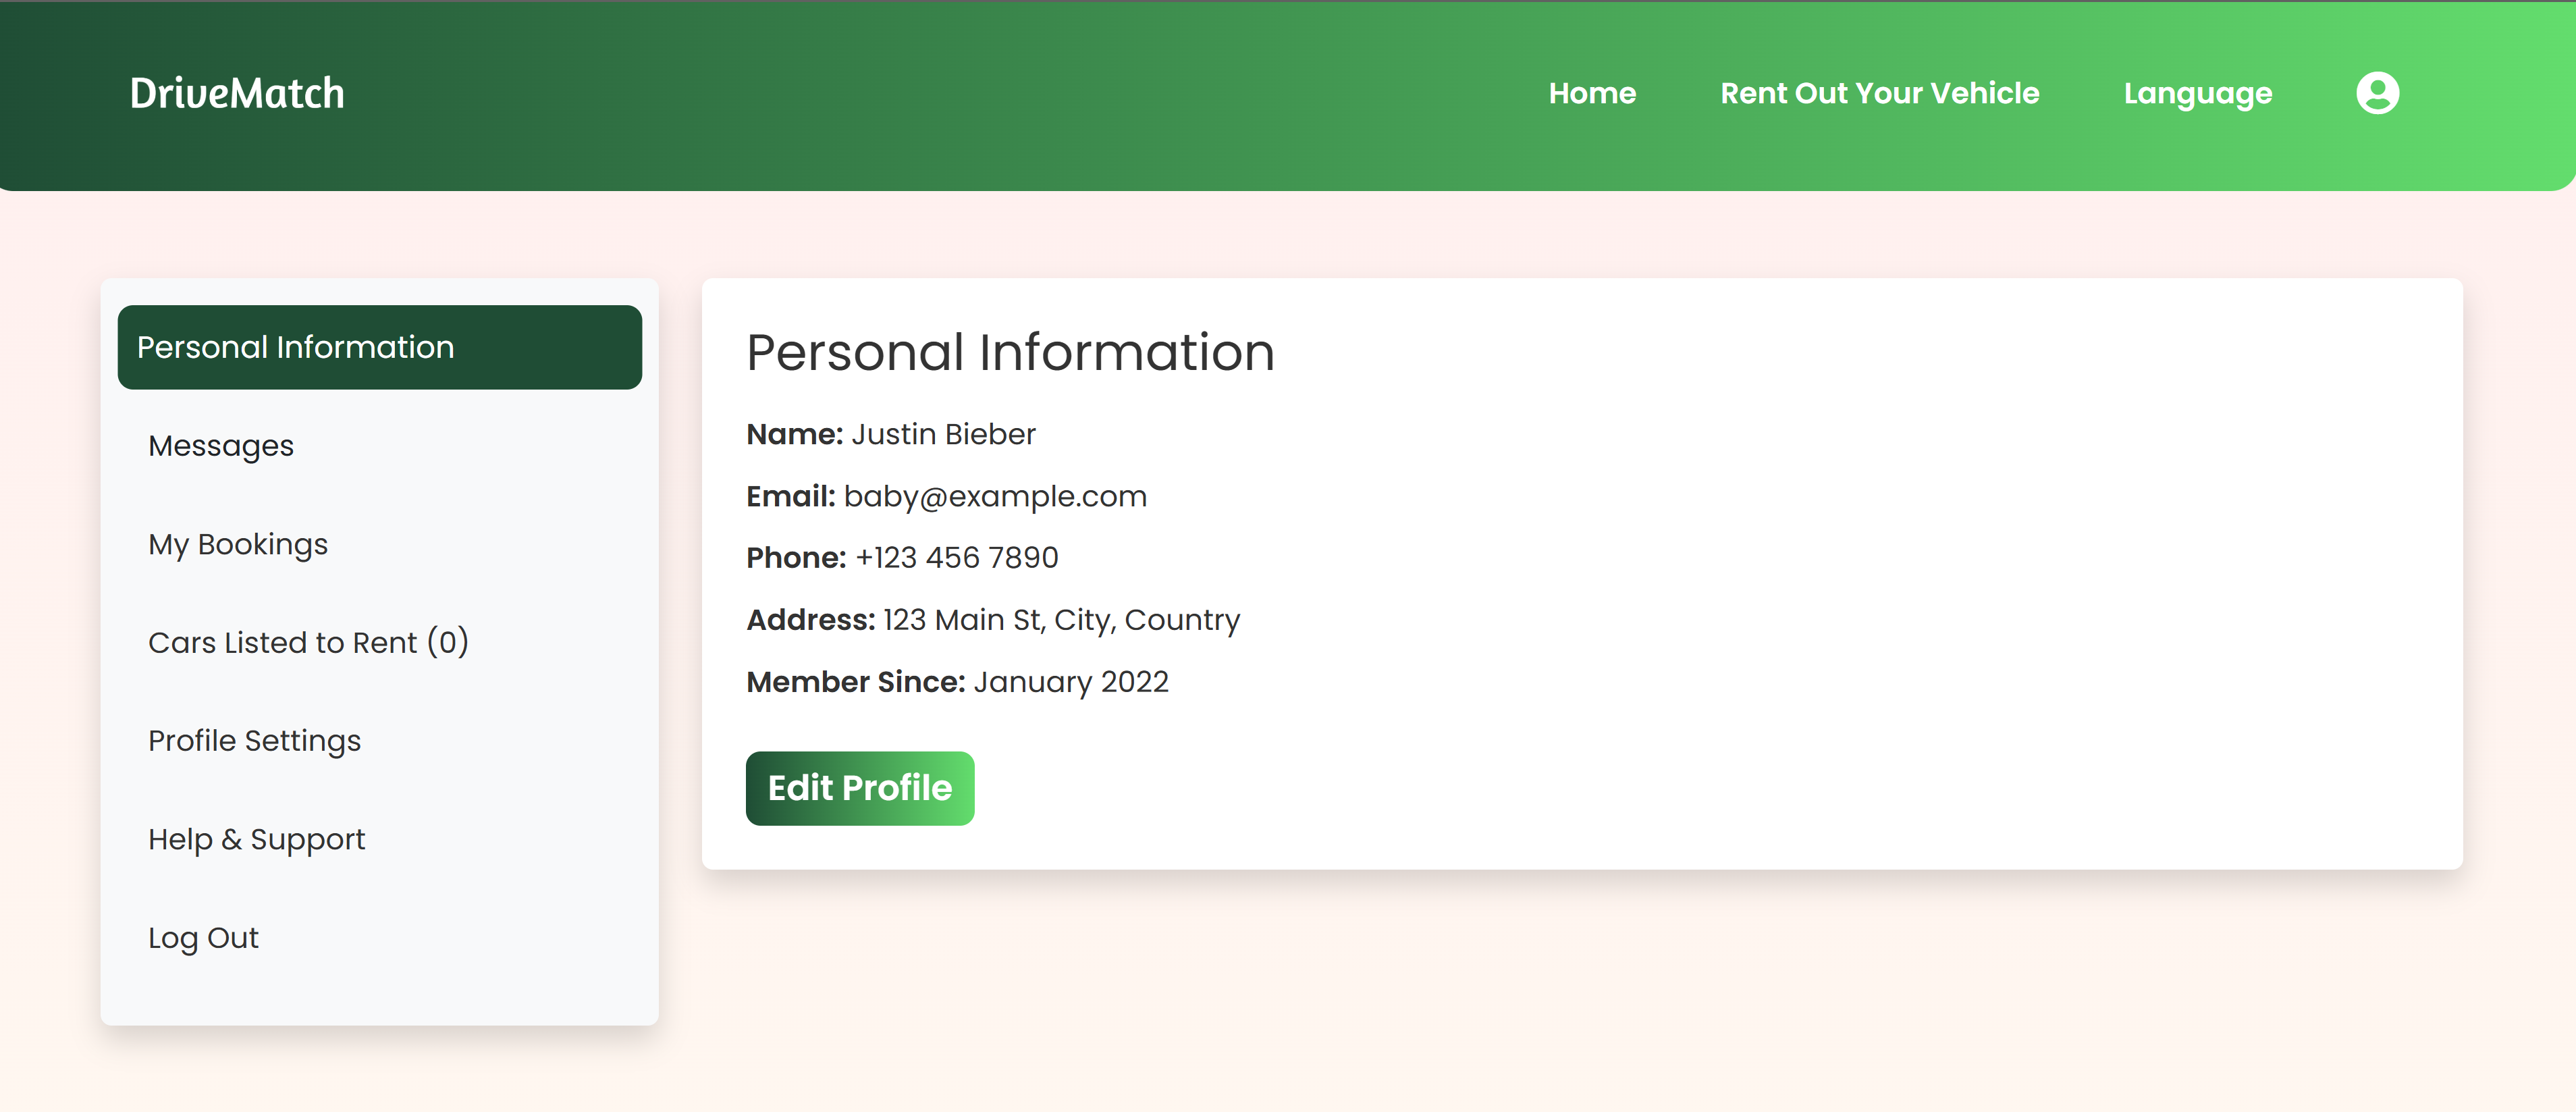 DriveMatch
Home
Rent Out Your Vehicle
Language
Personal Information
Messages
My Bookings
Cars Listed to Rent (0)
Profile Settings
Help & Support
Log Out
Personal Information
Name: Justin Bieber
Email: baby@example.com
Phone: +123 456 7890
Address: 123 Main St, City, Country
Member Since: January 2022
Edit Profile